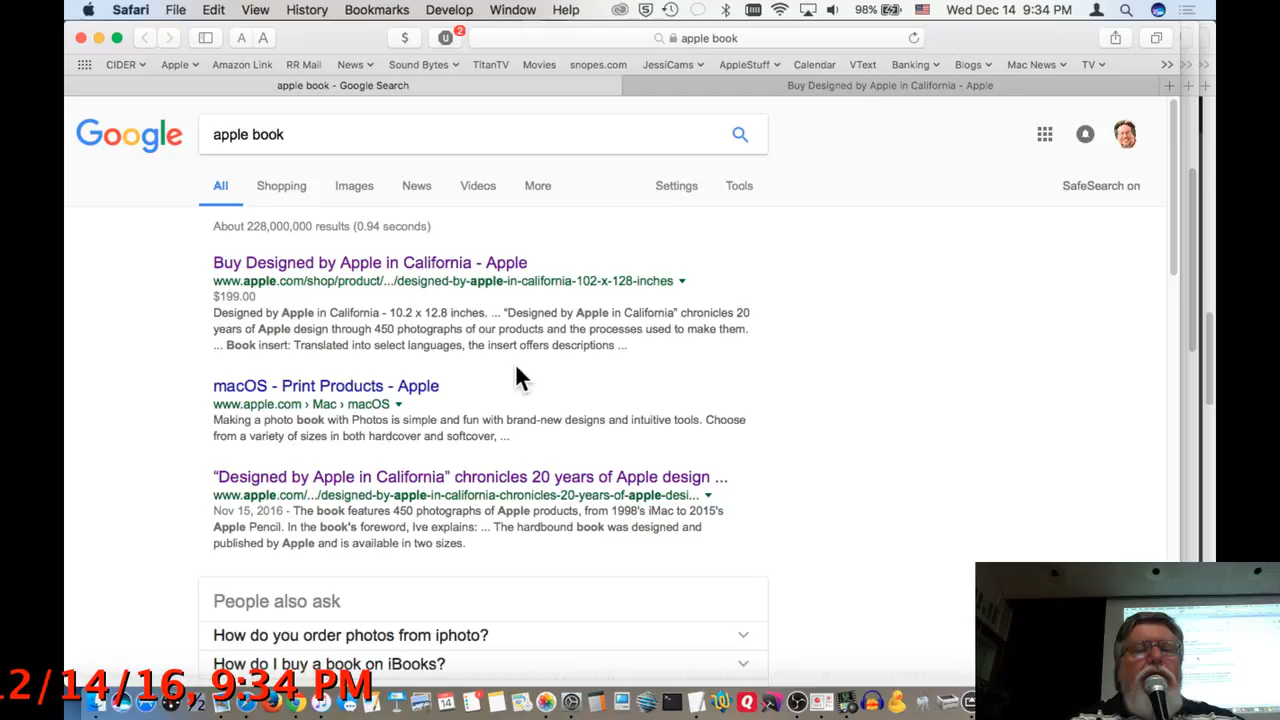 Safari File Edit View History Bookmarks Develop Window Help 98% Wed Dec 14 9:34 PM
A A $ 2 apple book
CIDER Apple Amazon Link RR Mail News Sound Bytes TitanTV Movies snopes.com JessiCams AppleStuff Calendar VText Banking Blogs Mac News TV
apple book - Google Search Buy Designed by Apple in California - Apple
Google apple book
All Shopping Images News Videos More Settings Tools SafeSearch on
About 228,000,000 results (0.94 seconds)
Buy Designed by Apple in California - Apple
www.apple.com/shop/product/.../designed-by-apple-in-california-102-x-128-inches
$199.00
Designed by Apple in California - 10.2 x 12.8 inches. ... “Designed by Apple in California” chronicles 20
years of Apple design through 450 photographs of our products and the processes used to make them.
... Book insert: Translated into select languages, the insert offers descriptions ...
macOS - Print Products - Apple
www.apple.com › Mac › macOS
Making a photo book with Photos is simple and fun with brand-new designs and intuitive tools. Choose
from a variety of sizes in both hardcover and softcover, ...
“Designed by Apple in California” chronicles 20 years of Apple design ...
www.apple.com/.../designed-by-apple-in-california-chronicles-20-years-of-apple-desi...
Nov 15, 2016 - The book features 450 photographs of Apple products, from 1998's iMac to 2015's
Apple Pencil. In the book's foreword, Ive explains: ... The hardbound book was designed and
published by Apple and is available in two sizes.
People also ask
How do you order photos from iphoto?
How do I buy a book on iBooks?
12/14/16, 9:34 PM